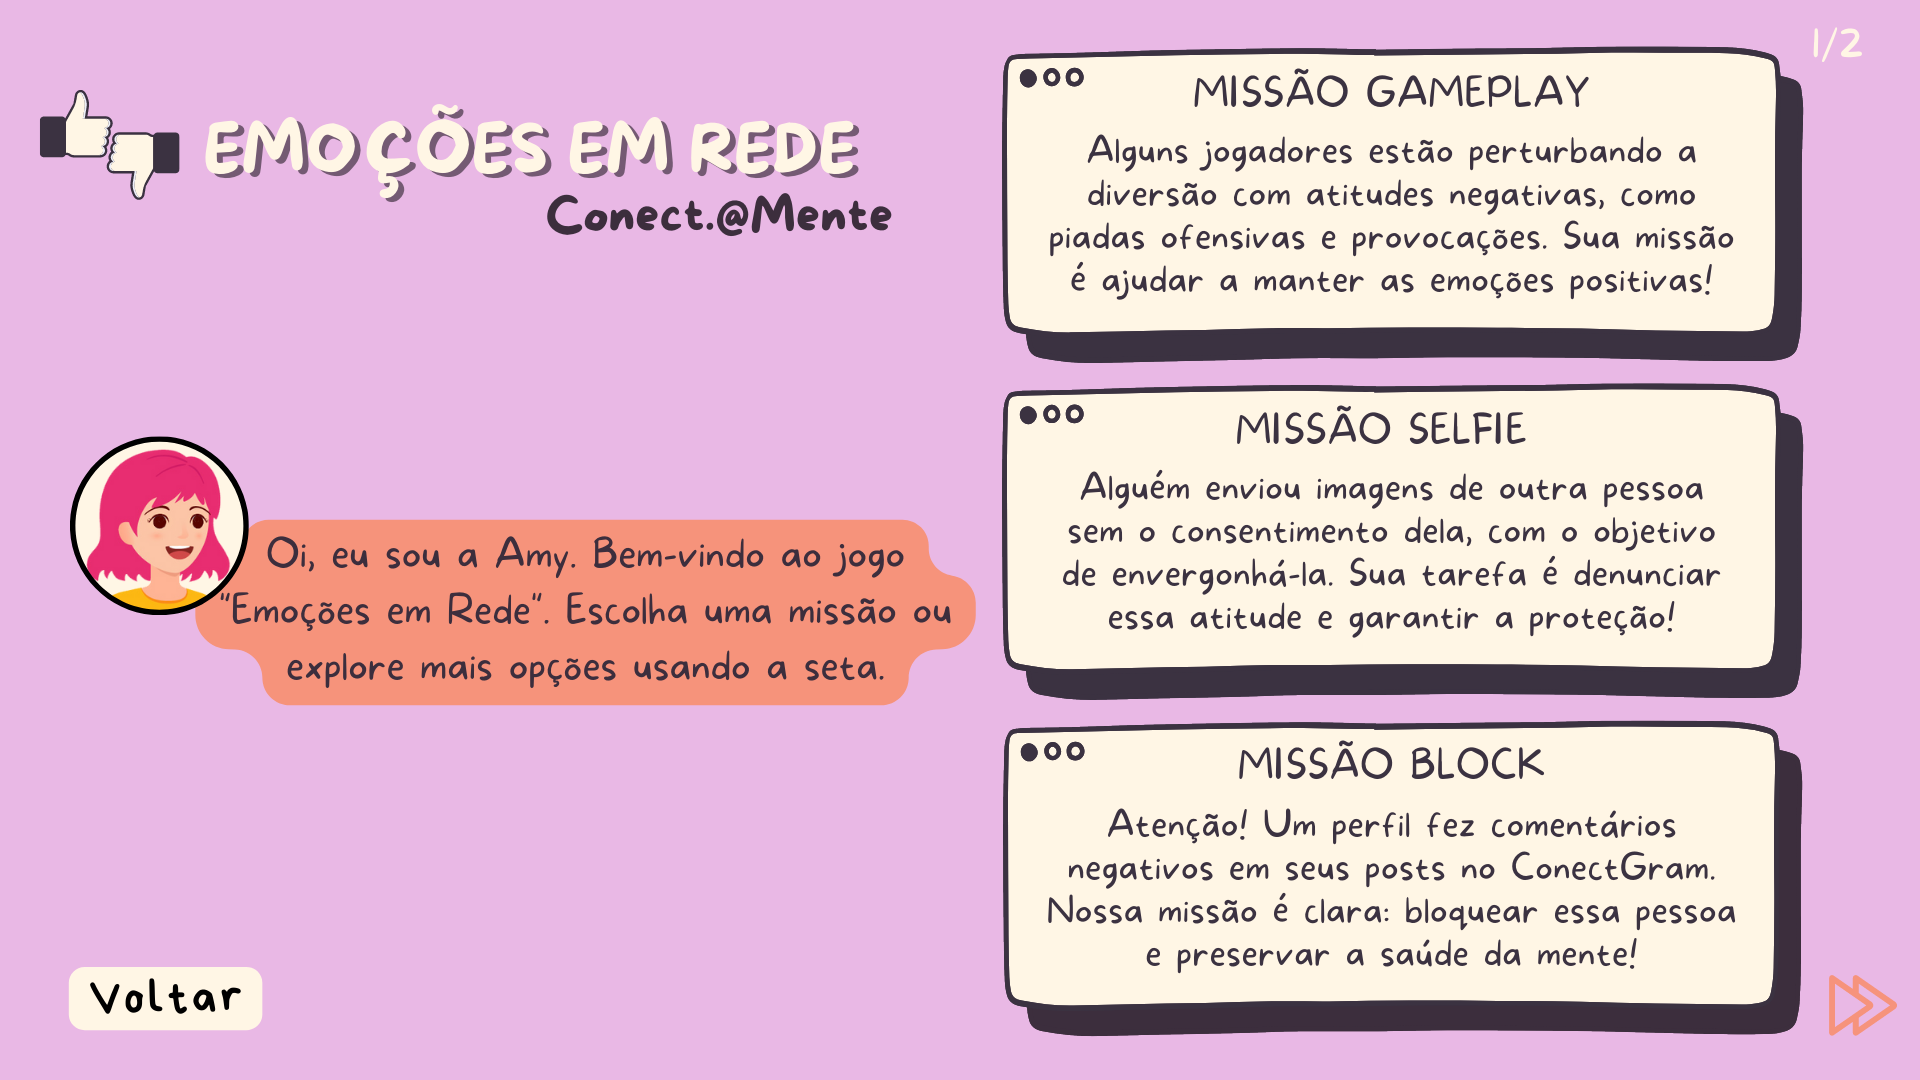 1/2
EMOÇÕES EM REDE
Conect.@Mente
Oi, eu sou a Amy. Bem-vindo ao jogo
"Emoções em Rede". Escolha uma missão ou
explore mais opções usando a seta.
Voltar
MISSÃO GAMEPLAY
Alguns jogadores estão perturbando a
diversão com atitudes negativas, como
piadas ofensivas e provocações. Sua missão
é ajudar a manter as emoções positivas!
MISSÃO SELFIE
Alguém enviou imagens de outra pessoa
sem o consentimento dela, com o objetivo
de envergonhá-la. Sua tarefa é denunciar
essa atitude e garantir a proteção!
MISSÃO BLOCK
Atenção! Um perfil fez comentários
negativos em seus posts no ConectGram.
Nossa missão é clara: bloquear essa pessoa
e preservar a saúde da mente!